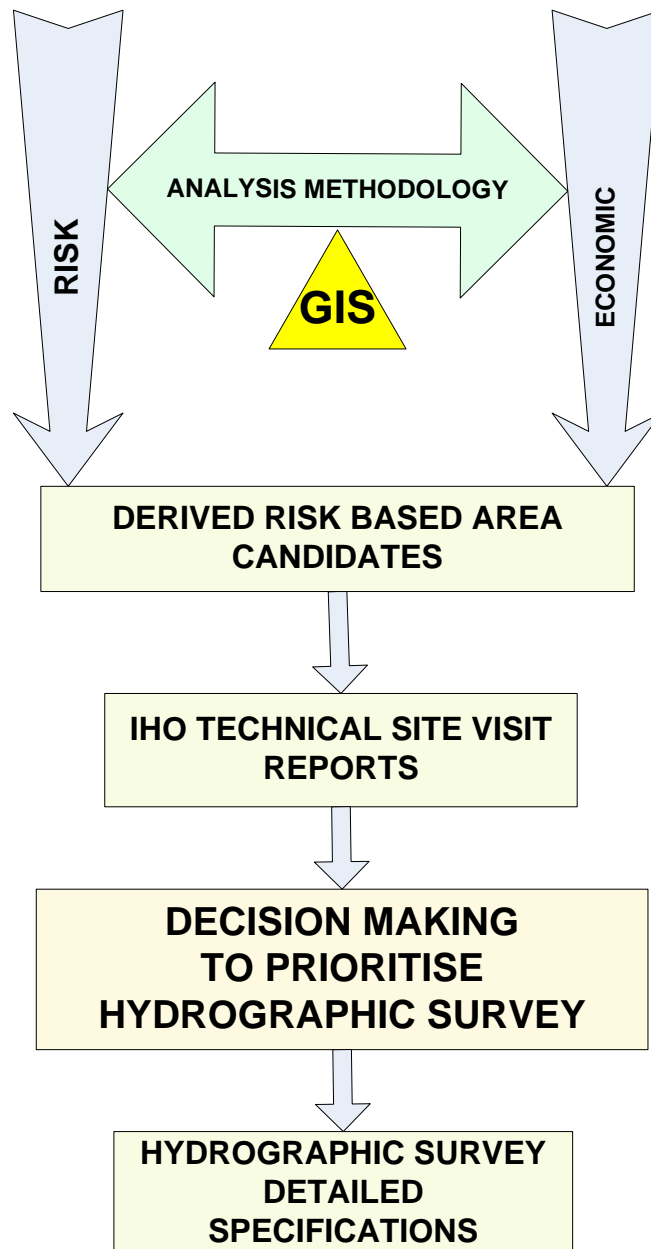 ANALYSIS METHODOLOGY
RISK
ECONOMIC
GIS
DERIVED RISK BASED AREA
CANDIDATES
IHO TECHNICAL SITE VISIT
REPORTS
DECISION MAKING
TO PRIORITISE
HYDROGRAPHIC SURVEY
HYDROGRAPHIC SURVEY
DETAILED
SPECIFICATIONS